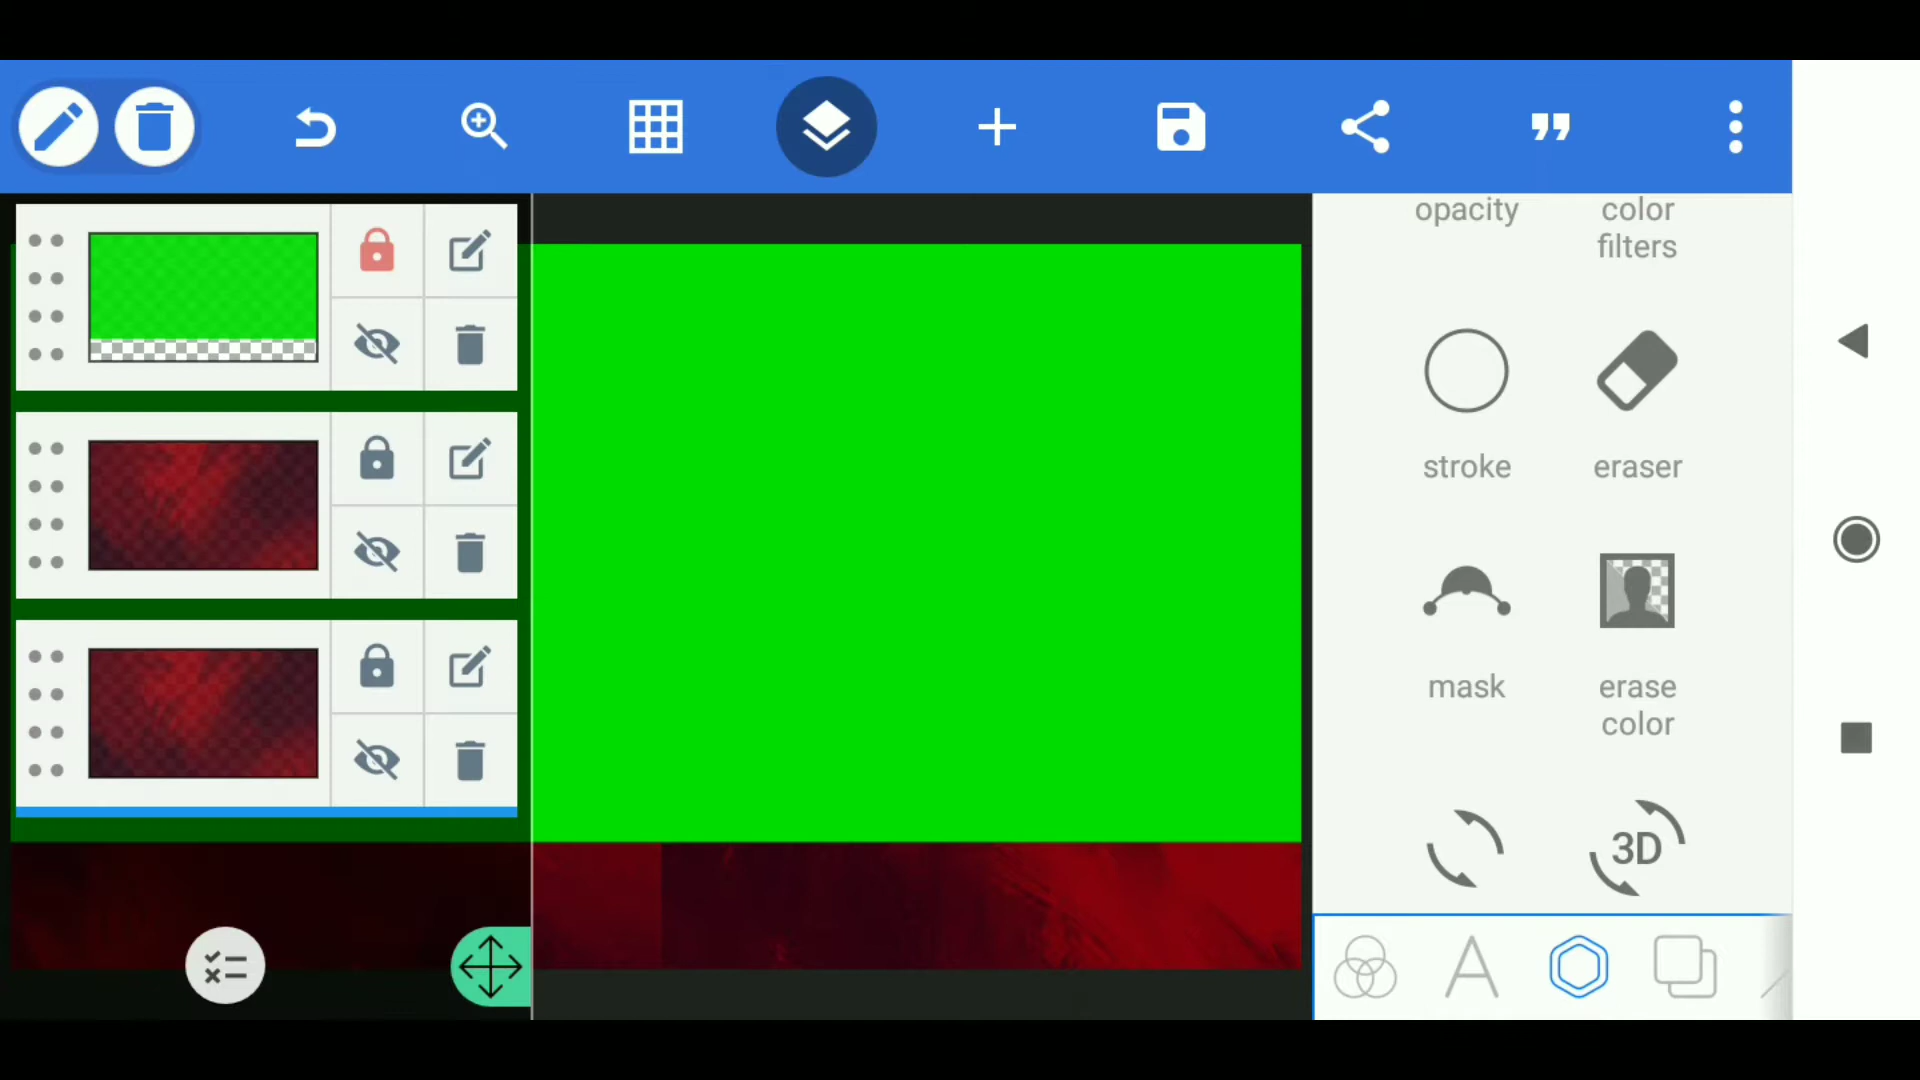 opacity
color
filters
stroke
eraser
mask
erase
color
3D